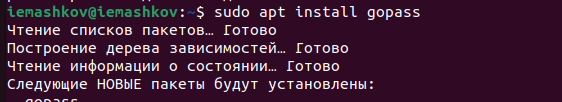 iemashkov@iemashkov:~$ sudo apt install gopass
Чтение списков пакетов… Готово
Построение дерева зависимостей… Готово
Чтение информации о состоянии… Готово
Следующие НОВЫЕ пакеты будут установлены:
gopass